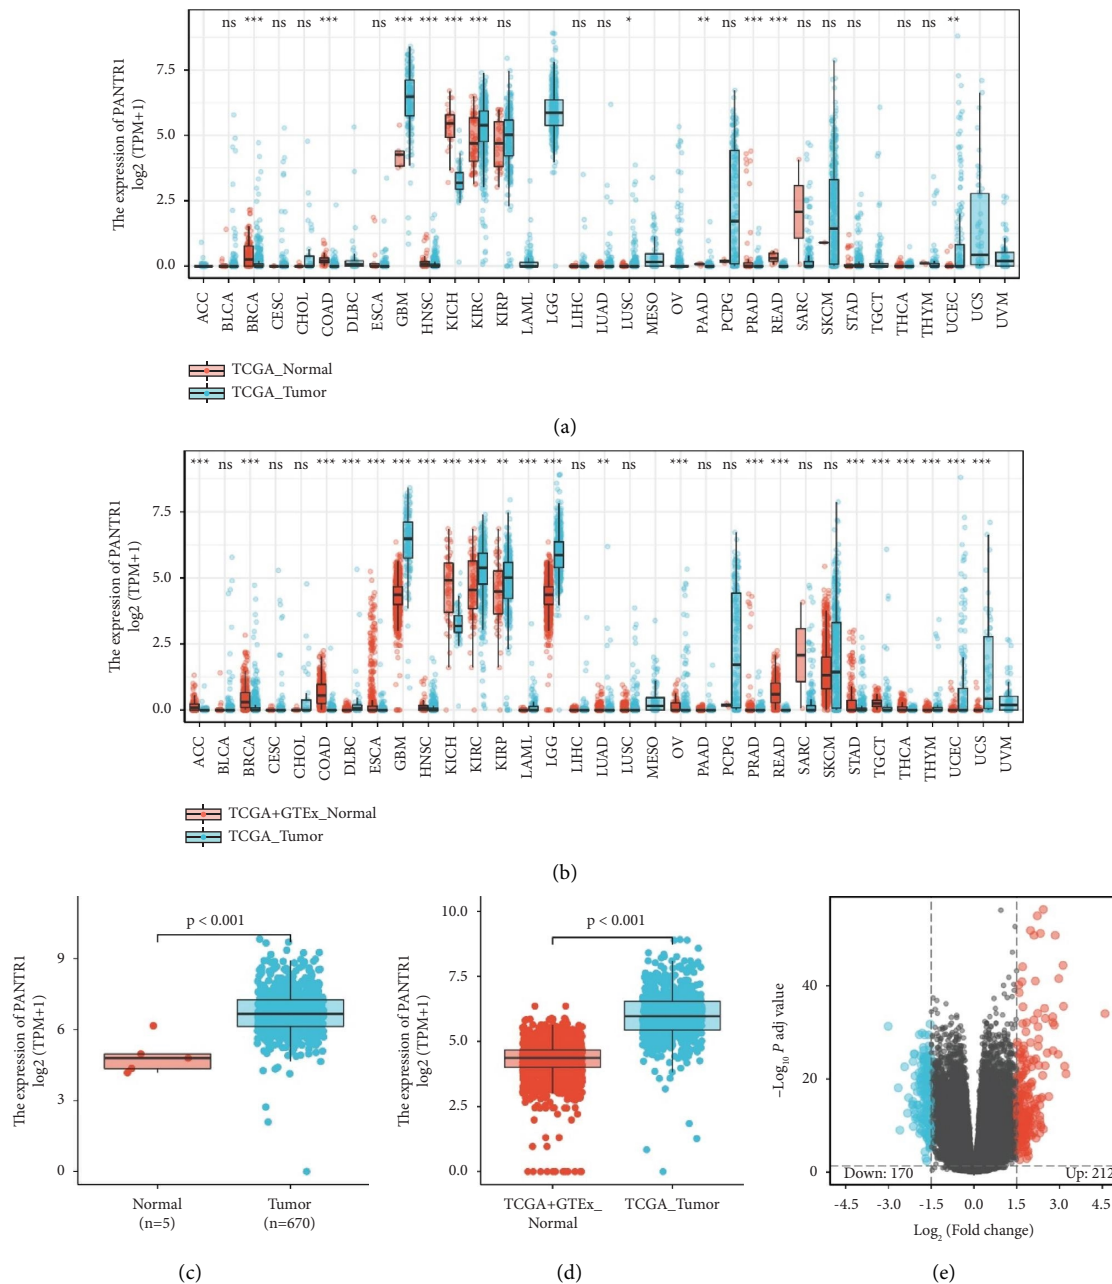 ns *** ns ns *** ns *** *** *** *** ns ns ns * ** *** *** ns ns ns ns ns **
The expression of PANTR1
log2 (TPM+1)
7.5
5.0
2.5
0.0
ACC BLCA BRCA CESC CHOL COAD DLBC ESCA GBM HNSC KICH KIRC KIRP LAML LGG LIHC LUAD LUSC MESO OV PAAD PCPG PRAD READ SARC SKCM STAD TGCT THCA THYM UCEC UCS UVM
TCGA_Normal
TCGA_Tumor
(a)
*** ns *** ns ns *** *** *** *** *** *** *** ** *** *** ns ** ns *** ns ns *** *** ns ns *** *** *** *** *** ***
The expression of PANTR1
log2 (TPM+1)
7.5
5.0
2.5
0.0
ACC BLCA BRCA CESC CHOL COAD DLBC ESCA GBM HNSC KICH KIRC KIRP LAML LGG LIHC LUAD LUSC MESO OV PAAD PCPG PRAD READ SARC SKCM STAD TGCT THCA THYM UCEC UCS UVM
TCGA+GTEx_Normal
TCGA_Tumor
(b)
The expression of PANTR1
log2 (TPM+1)
9
6
3
0
p < 0.001
Normal
(n=5)
Tumor
(n=670)
(c)
The expression of PANTR1
log2 (TPM+1)
10.0
7.5
5.0
2.5
0.0
p < 0.001
TCGA+GTEx_
Normal
TCGA_Tumor
(d)
−Log10 P adj value
40
20
0
Down: 170
Up: 212
-4.5 -3.0 -1.5 0.0 1.5 3.0 4.5
Log2 (Fold change)
(e)